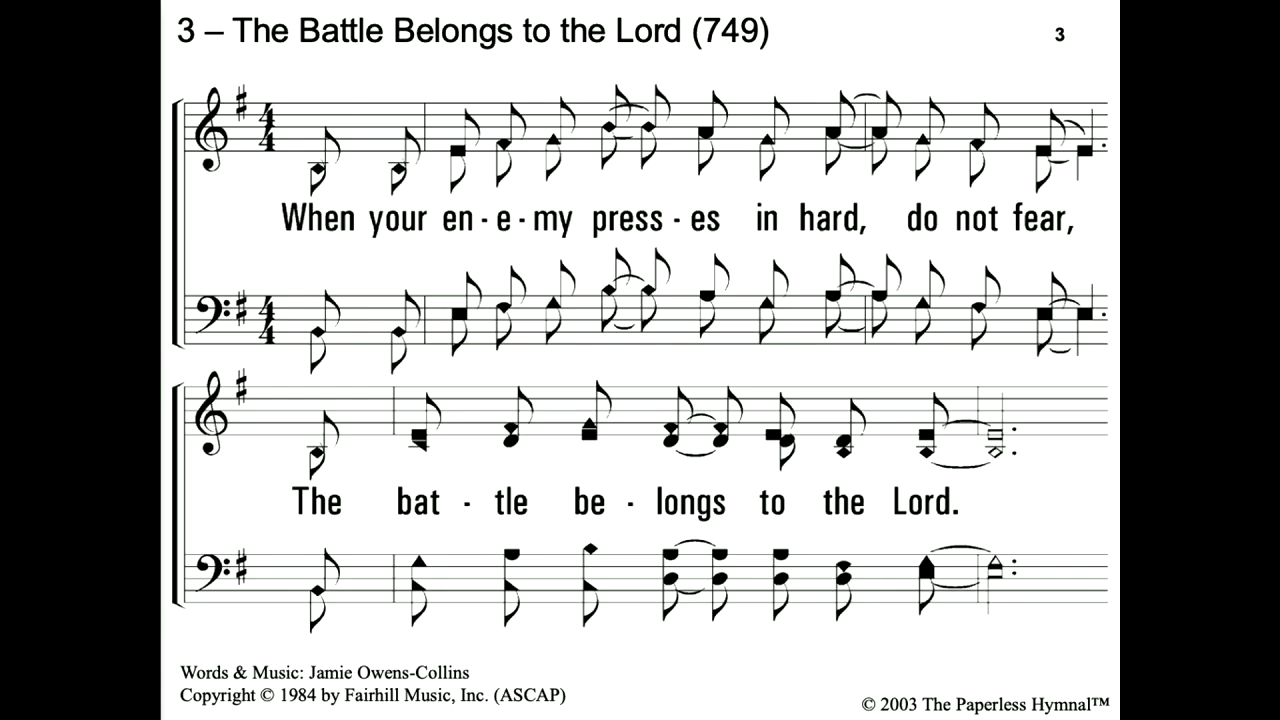 3 – The Battle Belongs to the Lord (749)
3
When your en - e - my press - es in hard, do not fear,
The bat - tle be - longs to the Lord.
Words & Music: Jamie Owens-Collins
Copyright © 1984 by Fairhill Music, Inc. (ASCAP)
© 2003 The Paperless Hymnal™